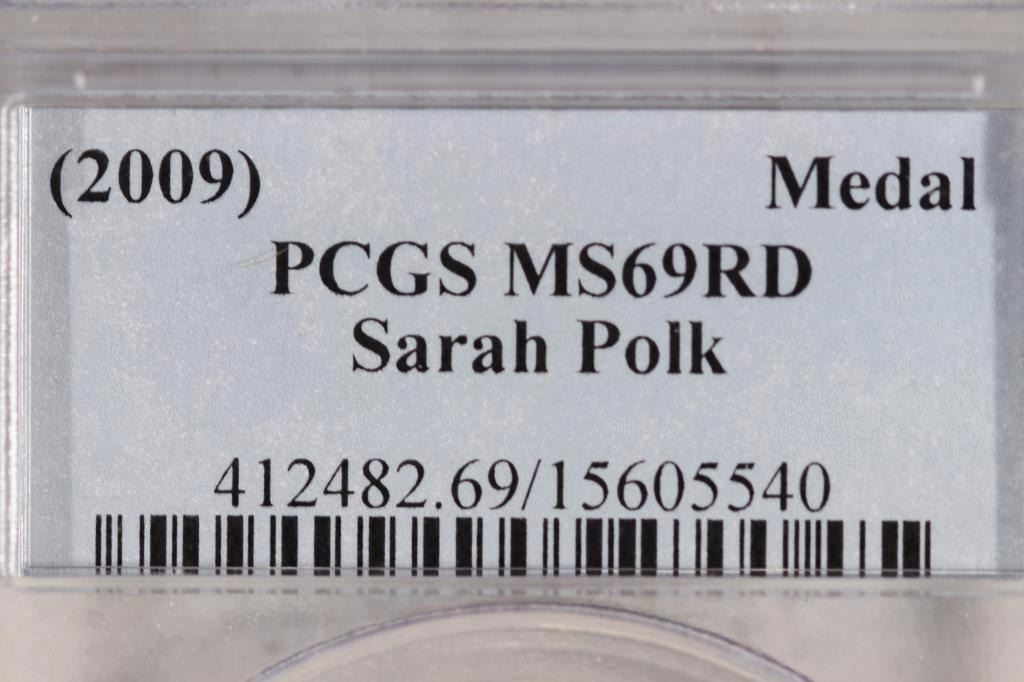 (2009) Medal
PCGS MS69RD
Sarah Polk
412482.69/15605540